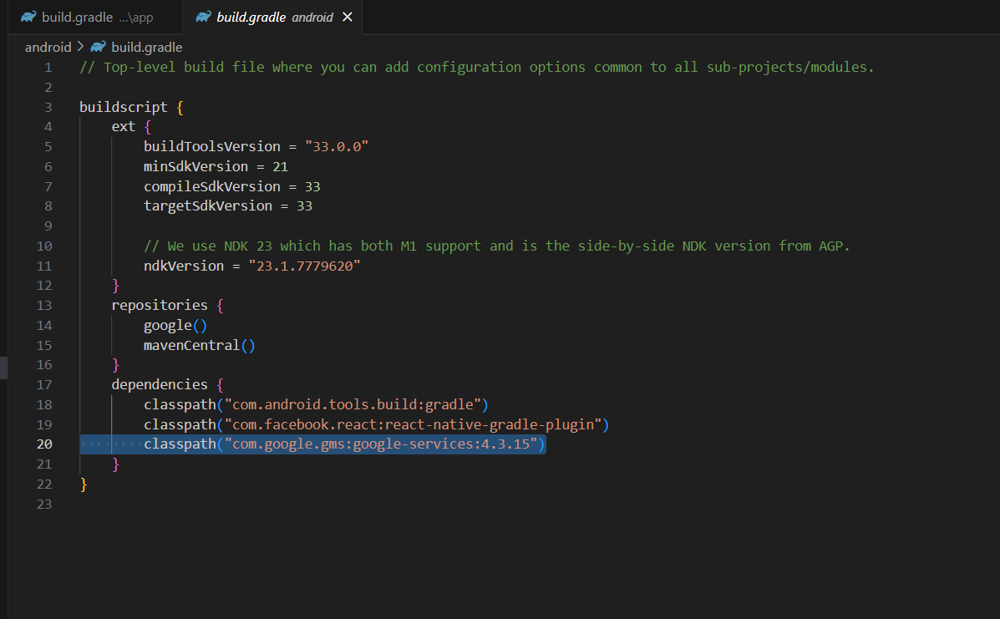 build.gradle ...\app build.gradle android
android > build.gradle
1 // Top-level build file where you can add configuration options common to all sub-projects/modules.
2
3 buildscript {
4     ext {
5         buildToolsVersion = "33.0.0"
6         minSdkVersion = 21
7         compileSdkVersion = 33
8         targetSdkVersion = 33
9
10         // We use NDK 23 which has both M1 support and is the side-by-side NDK version from AGP.
11         ndkVersion = "23.1.7779620"
12     }
13     repositories {
14         google()
15         mavenCentral()
16     }
17     dependencies {
18         classpath("com.android.tools.build:gradle")
19         classpath("com.facebook.react:react-native-gradle-plugin")
20         classpath("com.google.gms:google-services:4.3.15")
21     }
22 }
23